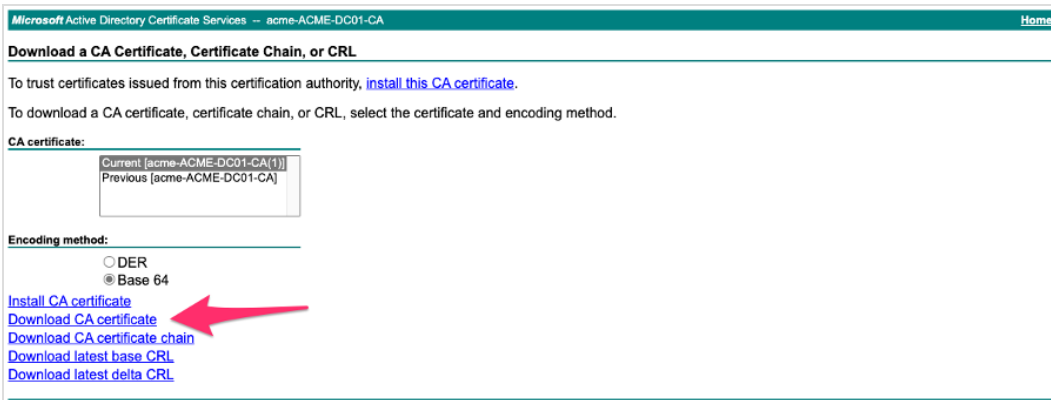 Microsoft Active Directory Certificate Services -- acme-ACME-DC01-CA Home
Download a CA Certificate, Certificate Chain, or CRL
To trust certificates issued from this certification authority, install this CA certificate.
To download a CA certificate, certificate chain, or CRL, select the certificate and encoding method.
CA certificate:
Current [acme-ACME-DC01-CA(1)]
Previous [acme-ACME-DC01-CA]
Encoding method:
DER
Base 64
Install CA certificate
Download CA certificate
Download CA certificate chain
Download latest base CRL
Download latest delta CRL